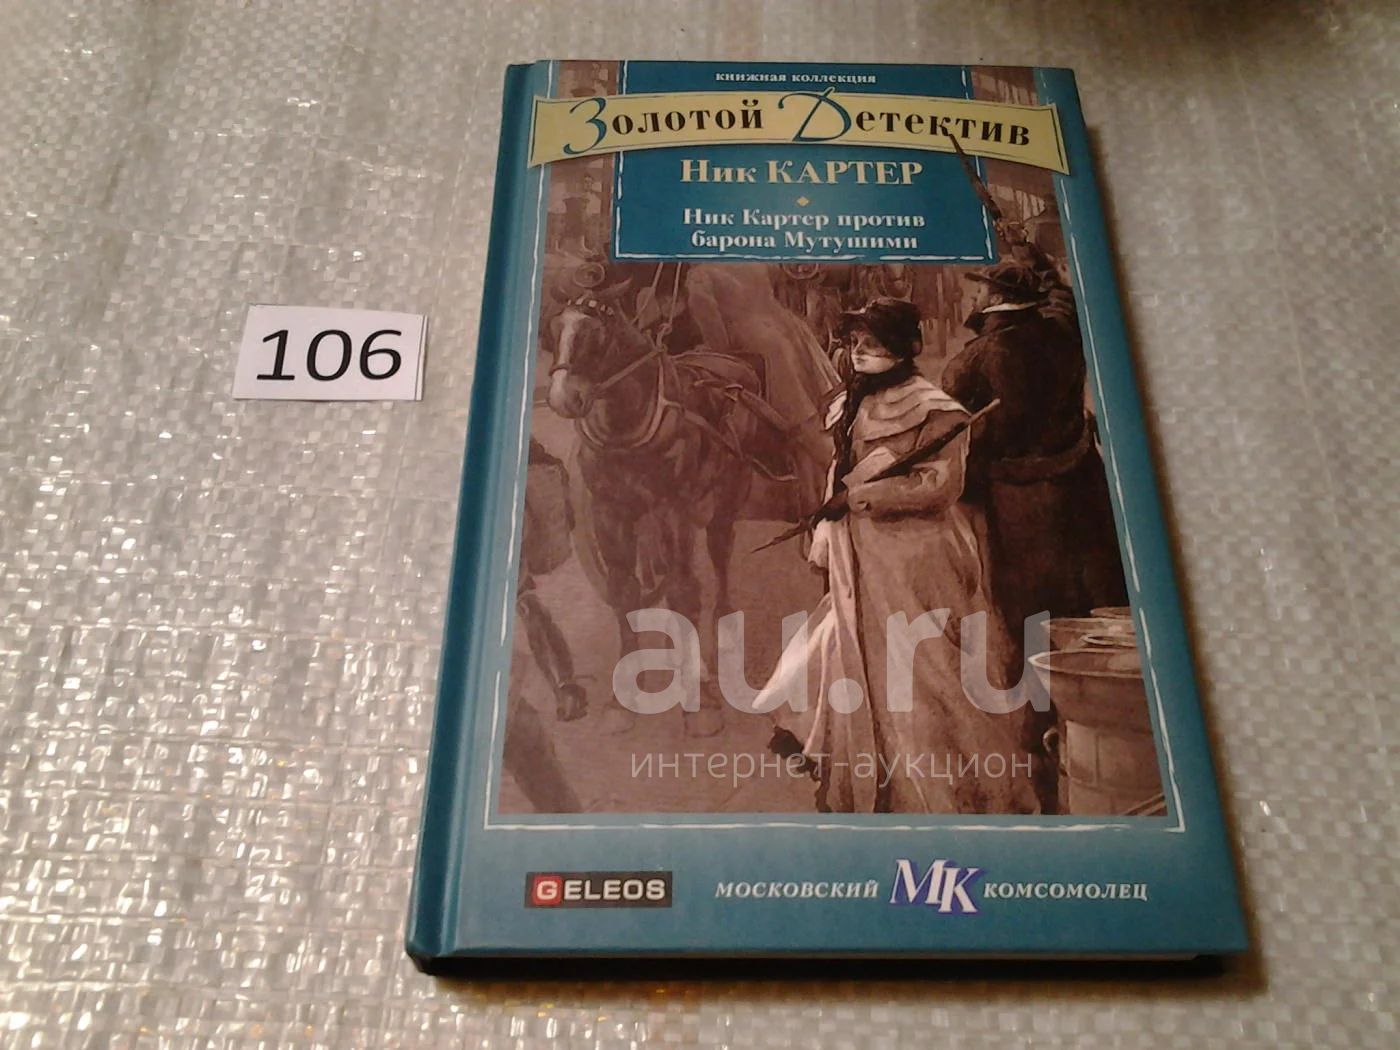 книжная коллекция
Золотой Детектив
Ник КАРТЕР
Ник Картер против
барона Мутушими
106
au.ru
интернет-аукцион
GELEOS
МОСКОВСКИЙ МК КОМСОМОЛЕЦ